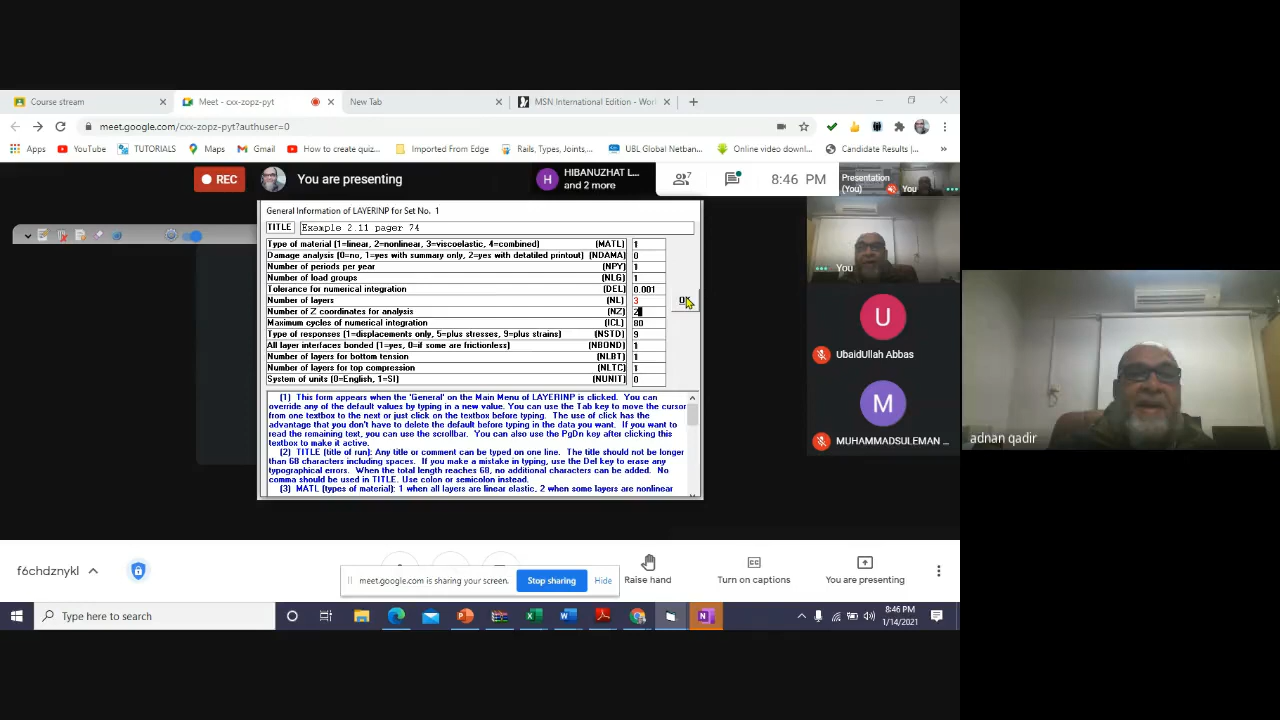 Course stream
Meet - cxx-zopz-pyt
New Tab
MSN International Edition - Worl
meet.google.com/cxx-zopz-pyt?authuser=0
Apps
YouTube
TUTORIALS
Maps
Gmail
How to create quiz...
Imported From Edge
Rails, Types, Joints,...
UBL Global Netban...
Online video downl...
Candidate Results |...
REC
You are presenting
HIBANUZHAT L...
and 2 more
7
8:46 PM
Presentation
(You)
You
General Information of LAYERINP for Set No. 1
TITLE Example 2.11 pager 74
Type of material (1=linear, 2=nonlinear, 3=viscoelastic, 4=combined) (MATL) 1
Damage analysis (0=no, 1=yes with summary only, 2=yes with detatiled printout) (NDAMA) 0
Number of periods per year (NPY) 1
Number of load groups (NLG) 1
Tolerance for numerical integration (DEL) 0.001
Number of layers (NL) 3
Number of Z coordinates for analysis (NZ) 2
Maximum cycles of numerical integration (ICL) 80
Type of responses (1=displacements only, 5=plus stresses, 9=plus strains) (NSTD) 9
All layer interfaces bonded (1=yes, 0=if some are frictionless) (NBOND) 1
Number of layers for bottom tension (NLBT) 1
Number of layers for top compression (NLTC) 1
System of units (0=English, 1=SI) (NUNIT) 0
(1) This form appears when the 'General' on the Main Menu of LAYERINP is clicked. You can
override any of the default values by typing in a new value. You can use the Tab key to move the cursor
from one textbox to the next or just click on the textbox before typing. The use of click has the
advantage that you don't have to delete the default before typing in the data you want. If you want to
read the remaining text, you can use the scrollbar. You can also use the PgDn key after clicking this
textbox to make it active.
(2) TITLE (title of run): Any title or comment can be typed on one line. The title should not be longer
than 68 characters including spaces. If you make a mistake in typing, use the Del key to erase any
typographical errors. When the total length reaches 68, no additional characters can be added. No
comma should be used in TITLE. Use colon or semicolon instead.
(3) MATL (types of material): 1 when all layers are linear elastic, 2 when some layers are nonlinear
You
U
UbaidUllah Abbas
M
MUHAMMADSULEMAN ...
adnan qadir
f6chdznykl
meet.google.com is sharing your screen.
Stop sharing
Hide
Raise hand
Turn on captions
You are presenting
Type here to search
8:46 PM
1/14/2021